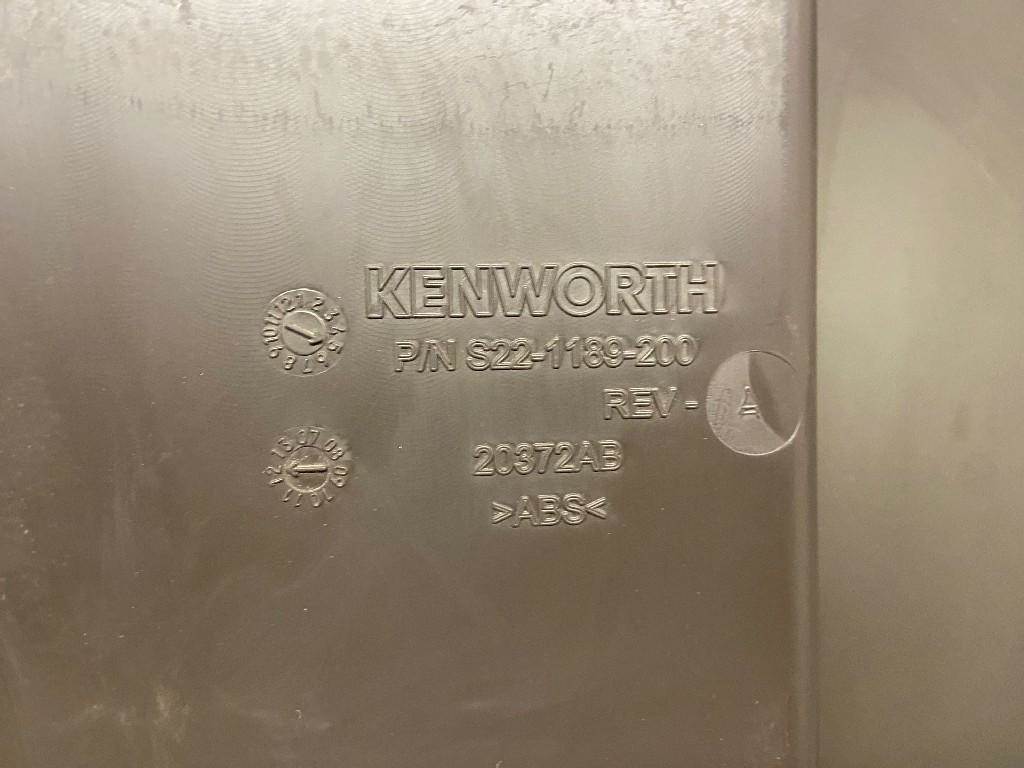 KENWORTH
P/N S22-1189-200
REV - A
20372AB
>ABS<